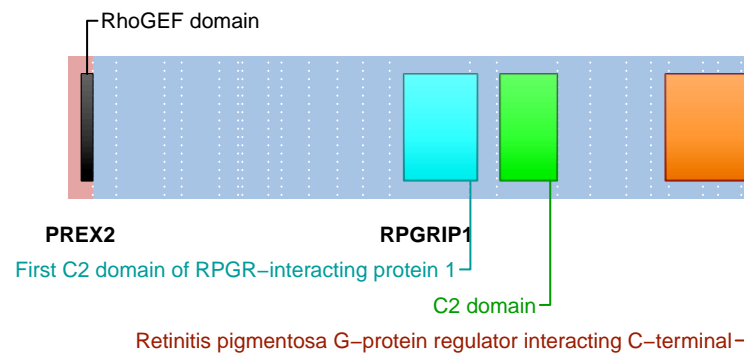 RhoGEF domain
PREX2 RPGRIP1
First C2 domain of RPGR−interacting protein 1
C2 domain
Retinitis pigmentosa G−protein regulator interacting C−terminal